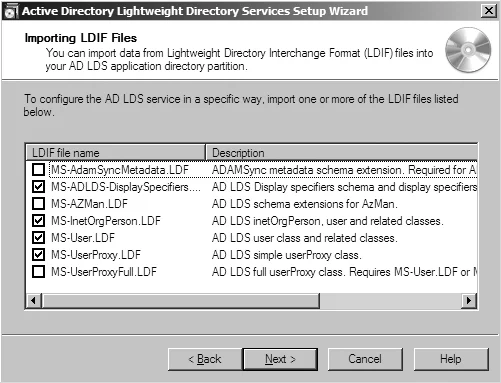 Active Directory Lightweight Directory Services Setup Wizard
Importing LDIF Files
You can import data from Lightweight Directory Interchange Format (LDIF) files into
your AD LDS application directory partition.
To configure the AD LDS service in a specific way, import one or more of the LDIF files listed
below.
LDIF file name Description
MS-AdamSyncMetadata.LDF ADAMSync metadata schema extension. Required for A
MS-ADLDS-DisplaySpecifiers.... AD LDS Display specifiers schema and display specifiers
MS-AZMan.LDF AD LDS schema extensions for AzMan.
MS-InetOrgPerson.LDF AD LDS inetOrgPerson, user and related classes.
MS-User.LDF AD LDS user class and related classes.
MS-UserProxy.LDF AD LDS simple userProxy class.
MS-UserProxyFull.LDF AD LDS full userProxy class. Requires MS-User.LDF or M
< Back Next > Cancel Help